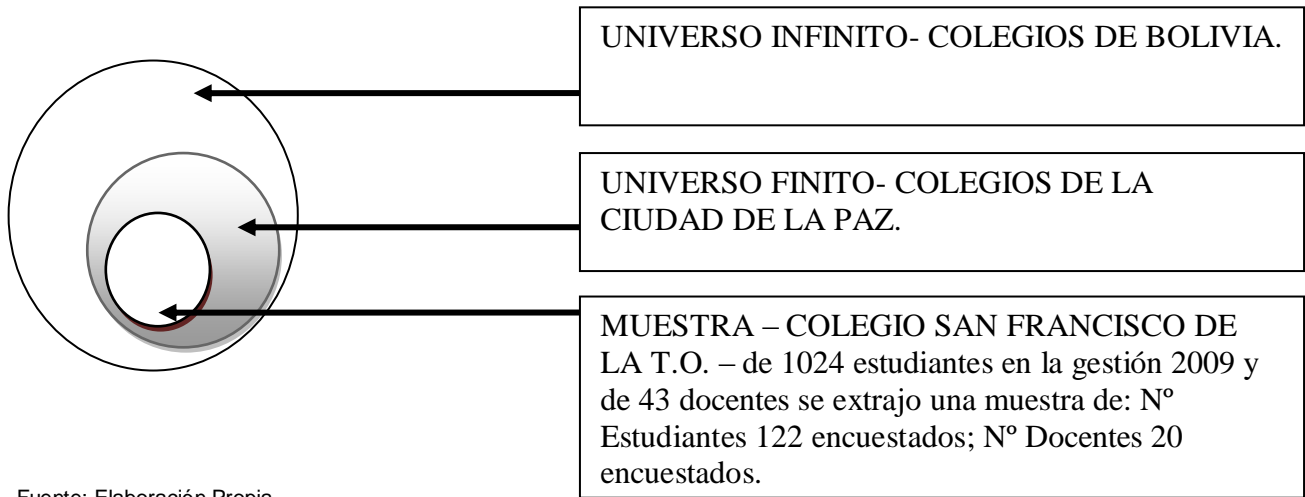 UNIVERSO INFINITO- COLEGIOS DE BOLIVIA.
UNIVERSO FINITO- COLEGIOS DE LA
CIUDAD DE LA PAZ.
MUESTRA – COLEGIO SAN FRANCISCO DE
LA T.O. – de 1024 estudiantes en la gestión 2009 y
de 43 docentes se extrajo una muestra de: Nº
Estudiantes 122 encuestados; Nº Docentes 20
encuestados.
Fuente: Elaboración Propia